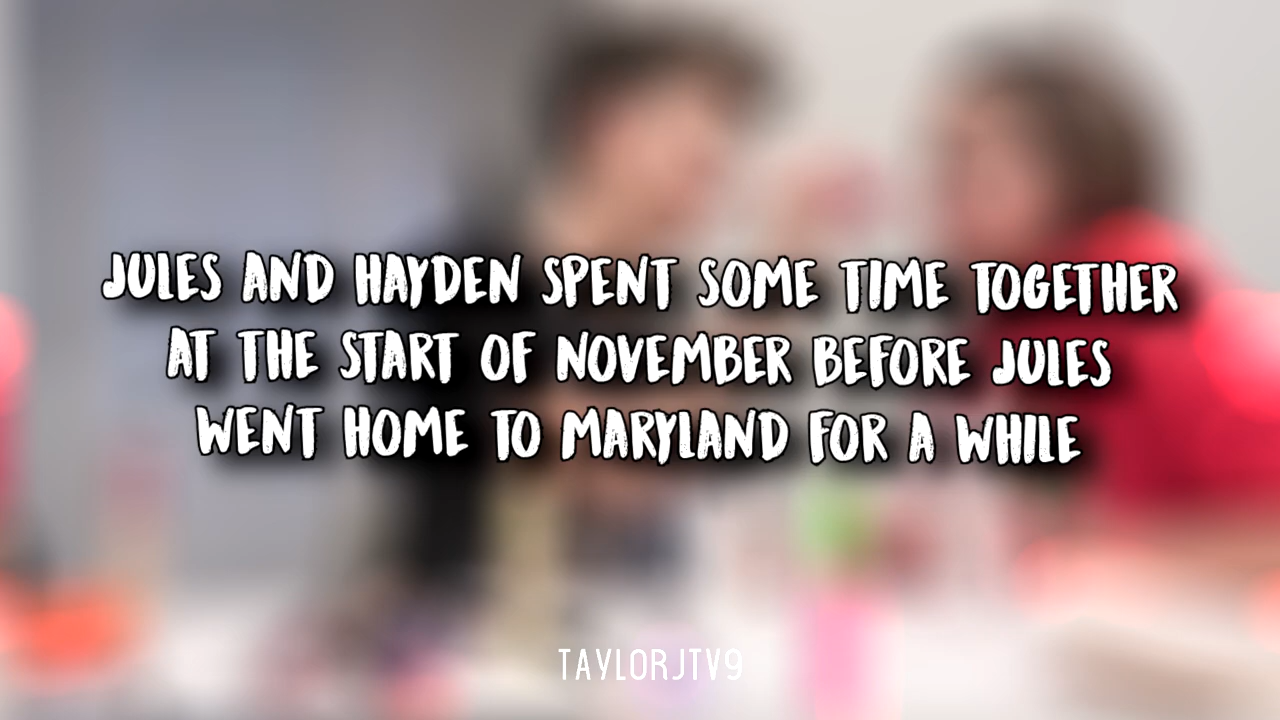 JULES AND HAYDEN SPENT SOME TIME TOGETHER
AT THE START OF NOVEMBER BEFORE JULES
WENT HOME TO MARYLAND FOR A WHILE
TAYLORJTV9